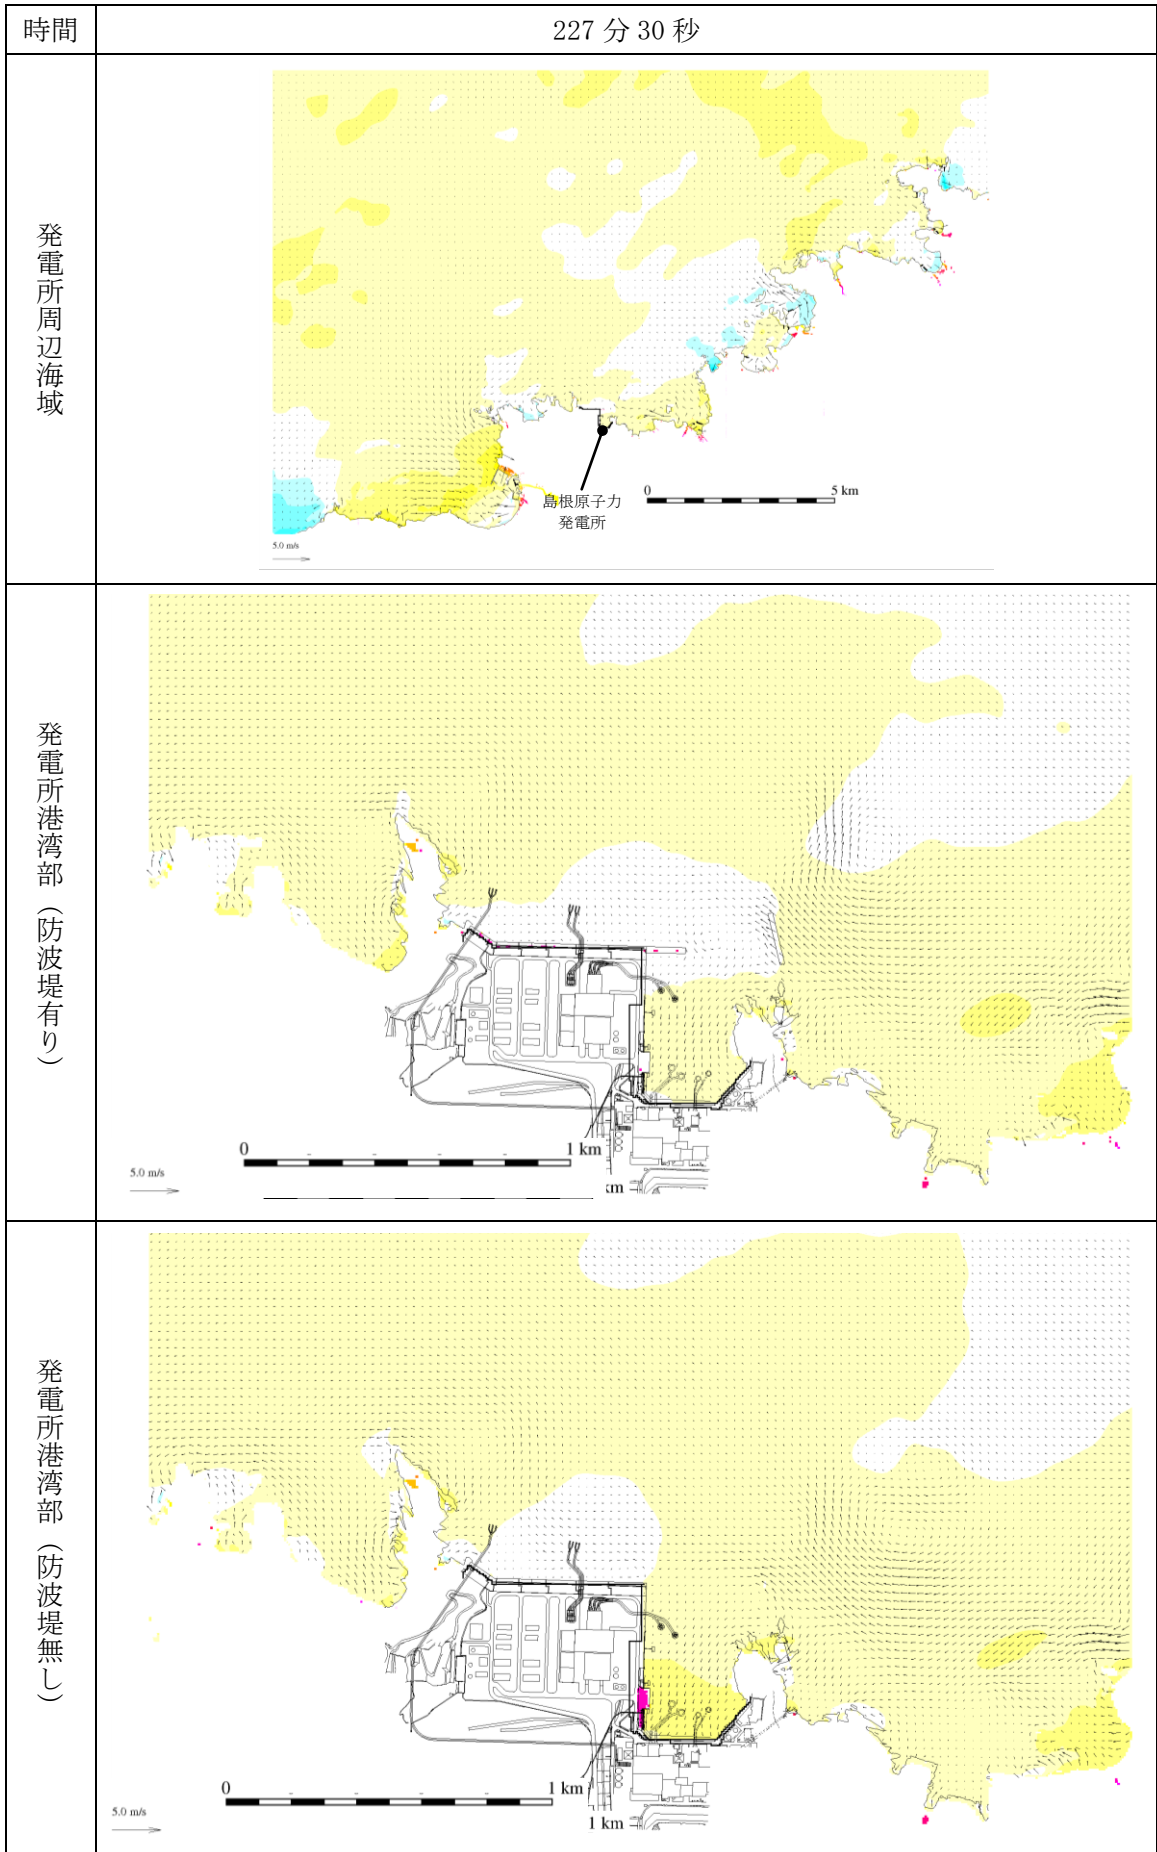 時間
227 分 30 秒
発電所周辺海域
島根原子力
発電所
0
5 km
5.0 m/s
発電所港湾部（防波堤有り）
0
1 km
5.0 m/s
km
発電所港湾部（防波堤無し）
0
1 km
5.0 m/s
1 km